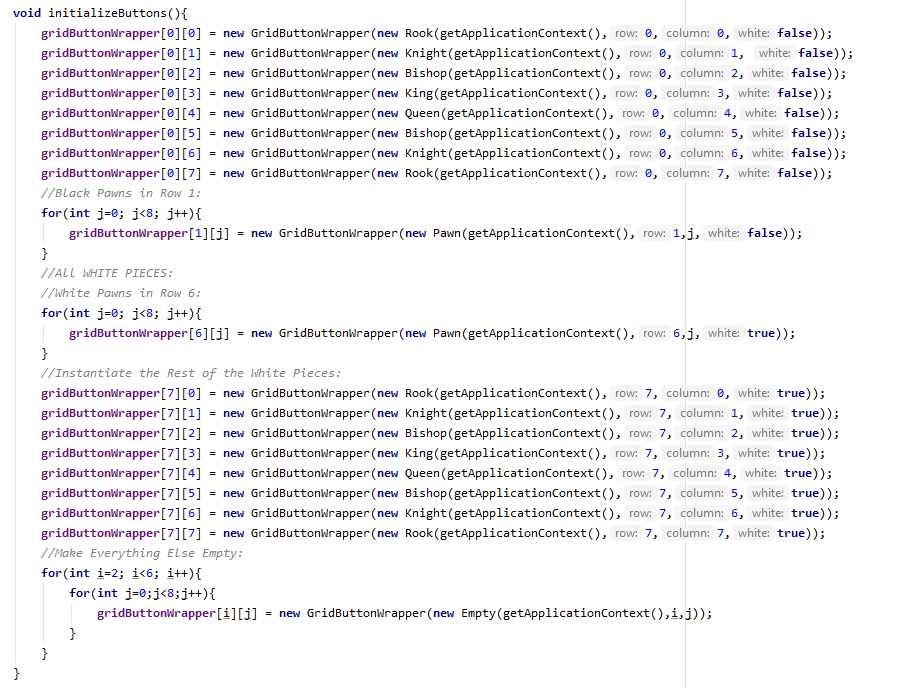 void initializeButtons(){
gridButtonWrapper[0][0] = new GridButtonWrapper(new Rook(getApplicationContext(), row: 0, column: 0, white: false));
gridButtonWrapper[0][1] = new GridButtonWrapper(new Knight(getApplicationContext(), row: 0, column: 1, white: false));
gridButtonWrapper[0][2] = new GridButtonWrapper(new Bishop(getApplicationContext(), row: 0, column: 2, white: false));
gridButtonWrapper[0][3] = new GridButtonWrapper(new King(getApplicationContext(), row: 0, column: 3, white: false));
gridButtonWrapper[0][4] = new GridButtonWrapper(new Queen(getApplicationContext(), row: 0, column: 4, white: false));
gridButtonWrapper[0][5] = new GridButtonWrapper(new Bishop(getApplicationContext(), row: 0, column: 5, white: false));
gridButtonWrapper[0][6] = new GridButtonWrapper(new Knight(getApplicationContext(), row: 0, column: 6, white: false));
gridButtonWrapper[0][7] = new GridButtonWrapper(new Rook(getApplicationContext(), row: 0, column: 7, white: false));
//Black Pawns in Row 1:
for(int j=0; j<8; j++){
gridButtonWrapper[1][j] = new GridButtonWrapper(new Pawn(getApplicationContext(), row: 1,j, white: false));
}
//All WHITE PIECES:
//White Pawns in Row 6:
for(int j=0; j<8; j++){
gridButtonWrapper[6][j] = new GridButtonWrapper(new Pawn(getApplicationContext(), row: 6,j, white: true));
}
//Instantiate the Rest of the White Pieces:
gridButtonWrapper[7][0] = new GridButtonWrapper(new Rook(getApplicationContext(), row: 7, column: 0, white: true));
gridButtonWrapper[7][1] = new GridButtonWrapper(new Knight(getApplicationContext(), row: 7, column: 1, white: true));
gridButtonWrapper[7][2] = new GridButtonWrapper(new Bishop(getApplicationContext(), row: 7, column: 2, white: true));
gridButtonWrapper[7][3] = new GridButtonWrapper(new King(getApplicationContext(), row: 7, column: 3, white: true));
gridButtonWrapper[7][4] = new GridButtonWrapper(new Queen(getApplicationContext(), row: 7, column: 4, white: true));
gridButtonWrapper[7][5] = new GridButtonWrapper(new Bishop(getApplicationContext(), row: 7, column: 5, white: true));
gridButtonWrapper[7][6] = new GridButtonWrapper(new Knight(getApplicationContext(), row: 7, column: 6, white: true));
gridButtonWrapper[7][7] = new GridButtonWrapper(new Rook(getApplicationContext(), row: 7, column: 7, white: true));
//Make Everything Else Empty:
for(int i=2; i<6; i++){
for(int j=0;j<8;j++){
gridButtonWrapper[i][j] = new GridButtonWrapper(new Empty(getApplicationContext(),i,j));
}
}
}